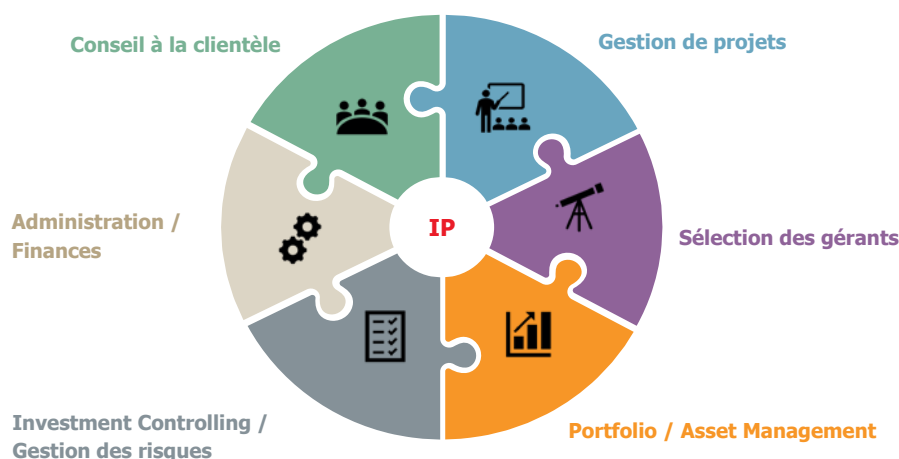 Conseil à la clientèle
Gestion de projets
Administration /
Finances
IP
Sélection des gérants
Investment Controlling /
Gestion des risques
Portfolio / Asset Management